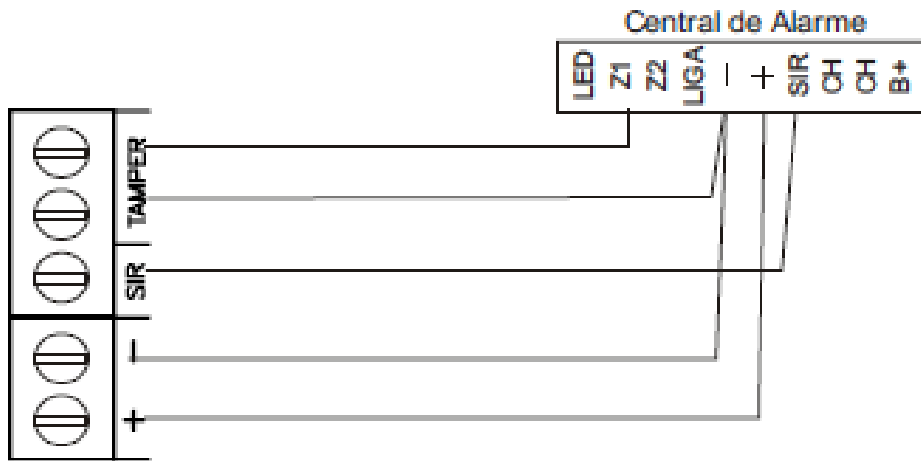 Central de Alarme
LED Z1 Z2 LIGA - + SIR CH CH B+
TAMPER
SIR
-
+